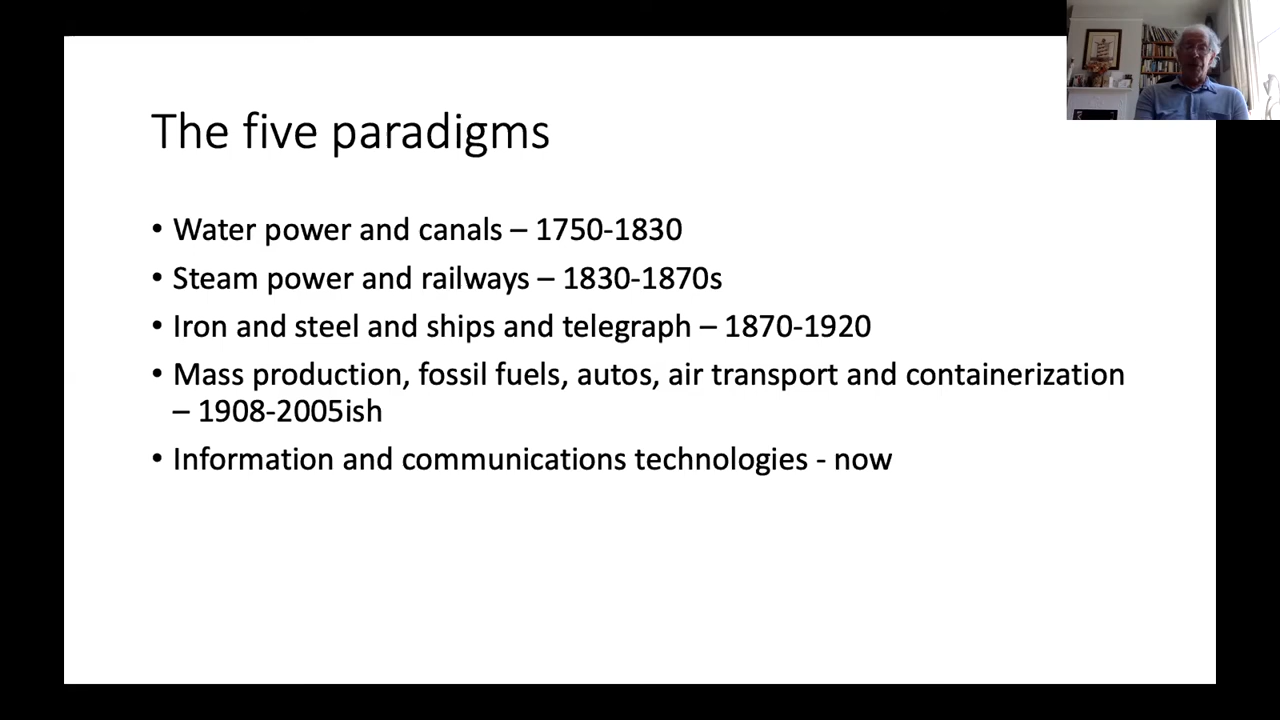 The five paradigms
• Water power and canals – 1750-1830
• Steam power and railways – 1830-1870s
• Iron and steel and ships and telegraph – 1870-1920
• Mass production, fossil fuels, autos, air transport and containerization
– 1908-2005ish
• Information and communications technologies - now